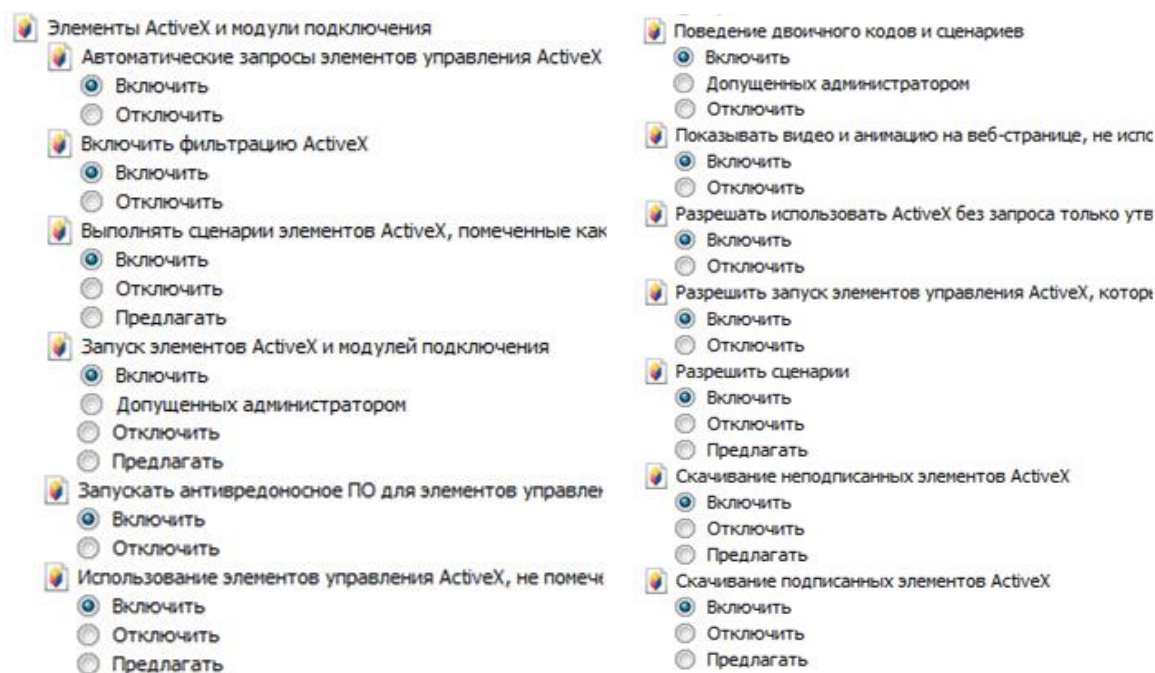 Элементы ActiveX и модули подключения
Автоматические запросы элементов управления ActiveX
Включить
Отключить
Включить фильтрацию ActiveX
Включить
Отключить
Выполнять сценарии элементов ActiveX, помеченные как
Включить
Отключить
Предлагать
Запуск элементов ActiveX и модулей подключения
Включить
Допущенных администратором
Отключить
Предлагать
Запускать антивредоносное ПО для элементов управлен
Включить
Отключить
Использование элементов управления ActiveX, не помече
Включить
Отключить
Предлагать
Поведение двоичного кодов и сценариев
Включить
Допущенных администратором
Отключить
Показывать видео и анимацию на веб-странице, не испо
Включить
Отключить
Разрешать использовать ActiveX без запроса только утв
Включить
Отключить
Разрешить запуск элементов управления ActiveX, которы
Включить
Отключить
Разрешить сценарии
Включить
Отключить
Предлагать
Скачивание неподписанных элементов ActiveX
Включить
Отключить
Предлагать
Скачивание подписанных элементов ActiveX
Включить
Отключить
Предлагать